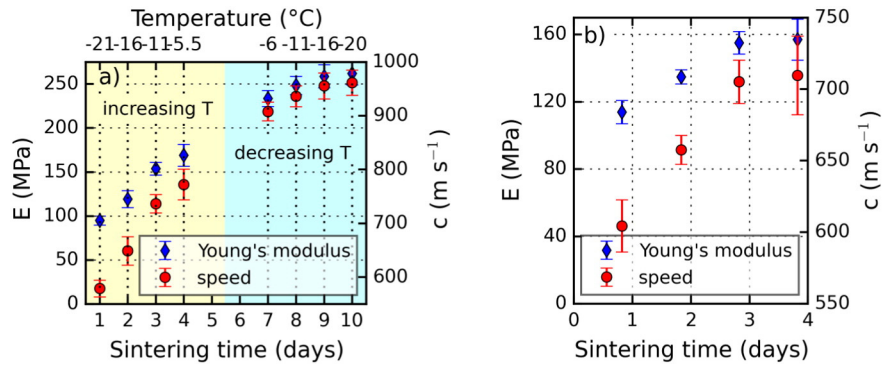 Temperature (°C)
-21-16-11-5.5 -6 -11-16-20
a)
increasing T
decreasing T
250
200
150
100
50
0
E (MPa)
1000
900
800
700
600
c (m s⁻¹)
Young's modulus
speed
1 2 3 4 5 6 7 8 9 10
Sintering time (days)
b)
160
120
80
40
0
E (MPa)
750
700
650
600
550
c (m s⁻¹)
Young's modulus
speed
0 1 2 3 4
Sintering time (days)